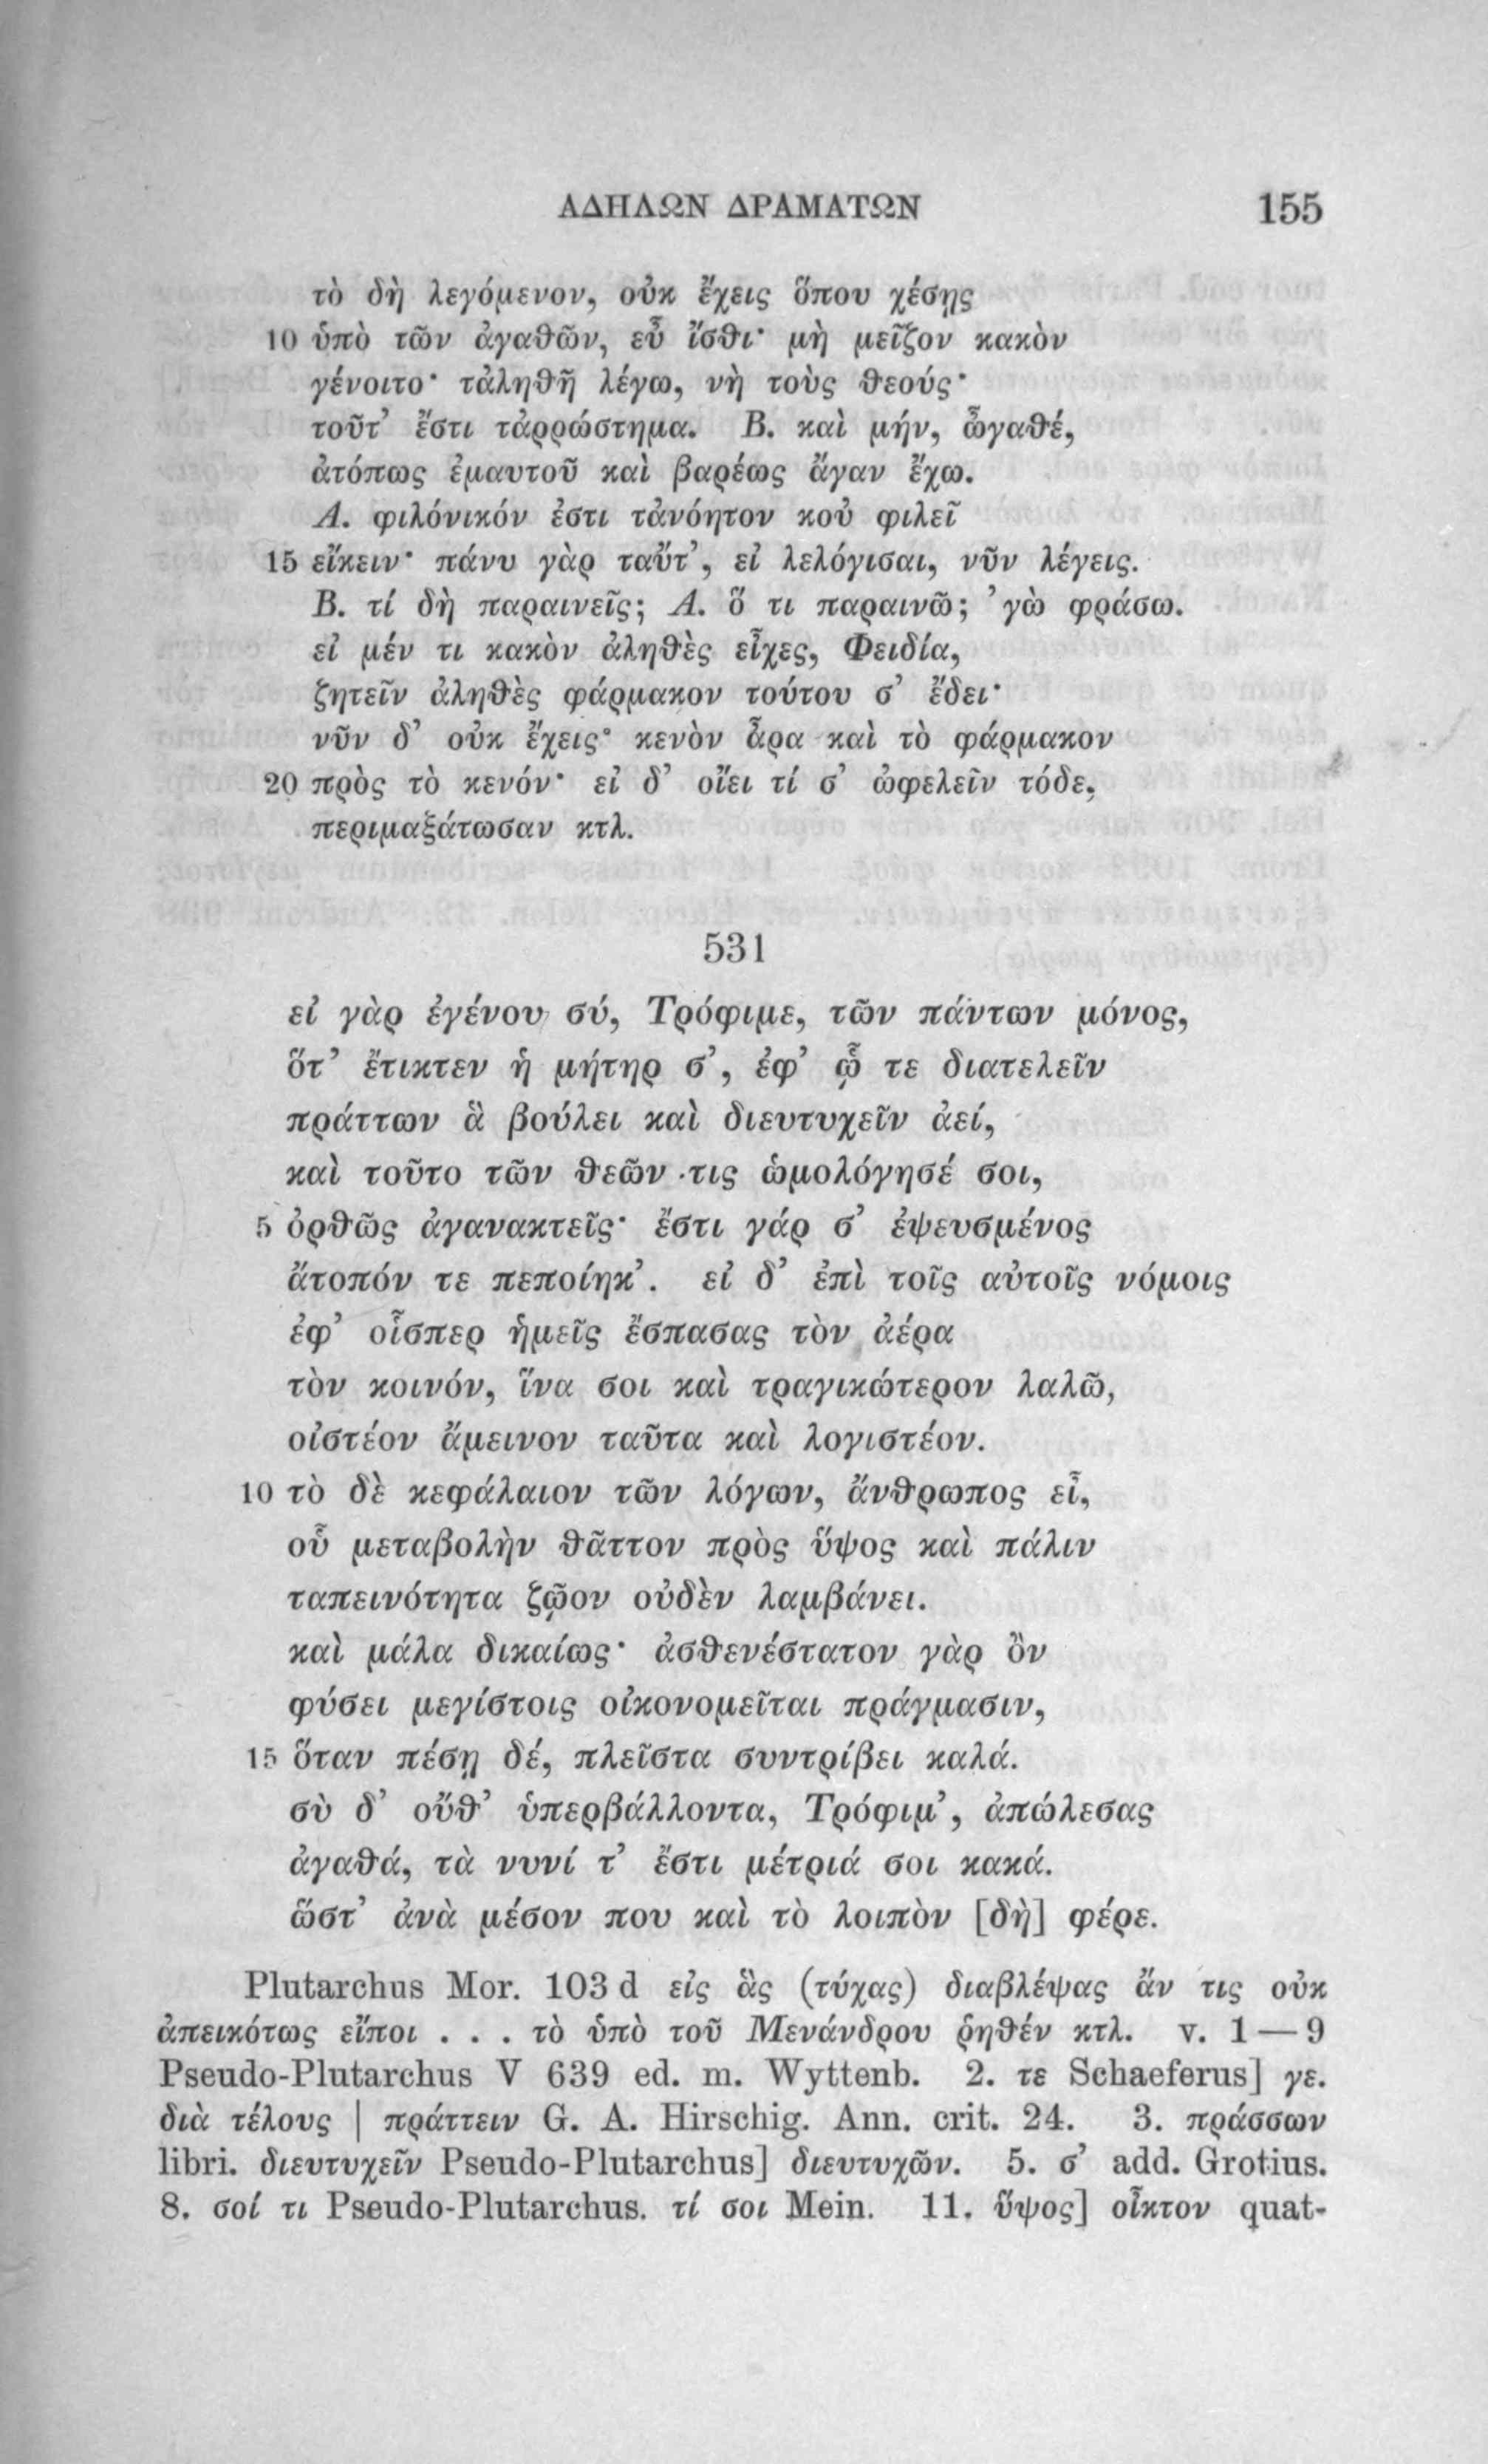 ΑΔΗΛΩΝ ΔΡΑΜΑΤΩΝ 155
τὸ δὴ λεγόμενον, οὐκ ἔχεις ὅπου χέσῃς
10 ὑπὸ τῶν ἀγαθῶν, εὖ ἴσθι· μὴ μεῖζον κακὸν
γένοιτο· τἀληθῆ λέγω, νὴ τοὺς θεούς·
τοῦτ’ ἔστι τἀρρώστημα. Β. καὶ μήν, ὦγαθέ,
ἀτόπως ἐμαυτοῦ καὶ βαρέως ἄγαν ἔχω.
Α. φιλόνικόν ἐστι τἀνόητον κοὐ φιλεῖ
15 εἴκειν· πάνυ γὰρ ταὔτ’, εἰ λελόγισαι, νῦν λέγεις.
Β. τί δὴ παραινεῖς; Α. ὅ τι παραινῶ; ’γὼ φράσω.
εἰ μέν τι κακὸν ἀληθὲς εἶχες, Φειδία,
ζητεῖν ἀληθὲς φάρμακον τούτου σ’ ἔδει·
νῦν δ’ οὐκ ἔχεις· κενὸν ἆρα καὶ τὸ φάρμακον
20 πρὸς τὸ κενόν· εἰ δ’ οἴει τί σ’ ὠφελεῖν τόδε,
περιμαξάτωσαν κτλ.
531
εἰ γὰρ ἐγένου σύ, Τρόφιμε, τῶν πάντων μόνος,
ὅτ’ ἔτικτεν ἡ μήτηρ σ’, ἐφ’ ᾧ τε διατελεῖν
πράττων ἃ βούλει καὶ διευτυχεῖν ἀεί,
καὶ τοῦτο τῶν θεῶν τις ὡμολόγησέ σοι,
5 ὀρθῶς ἀγανακτεῖς· ἔστι γάρ σ’ ἐψευσμένος
ἄτοπόν τε πεποίηκ’. εἰ δ’ ἐπὶ τοῖς αὐτοῖς νόμοις
ἐφ’ οἷσπερ ἡμεῖς ἔσπασας τὸν ἀέρα
τὸν κοινόν, ἵνα σοι καὶ τραγικώτερον λαλῶ,
οἰστέον ἄμεινον ταῦτα καὶ λογιστέον.
10 τὸ δὲ κεφάλαιον τῶν λόγων, ἄνθρωπος εἶ,
οὗ μεταβολὴν θᾶττον πρὸς ὕψος καὶ πάλιν
ταπεινότητα ζῷον οὐδὲν λαμβάνει.
καὶ μάλα δικαίως· ἀσθενέστατον γὰρ ὂν
φύσει μεγίστοις οἰκονομεῖται πράγμασιν,
15 ὅταν πέσῃ δέ, πλεῖστα συντρίβει καλά.
σὺ δ’ οὔθ’ ὑπερβάλλοντα, Τρόφιμ’, ἀπώλεσας
ἀγαθά, τὰ νυνί τ’ ἔστι μέτριά σοι κακά.
ὥστ’ ἀνὰ μέσον που καὶ τὸ λοιπὸν [δὴ] φέρε.
Plutarchus Mor. 103 d εἰς ἃς (τύχας) διαβλέψας ἄν τις οὐκ
ἀπεικότως εἴποι . . . τὸ ὑπὸ τοῦ Μενάνδρου ῥηθέν κτλ. v. 1—9
Pseudo-Plutarchus V 639 ed. m. Wyttenb. 2. τε Schaeferus] γε.
διὰ τέλους | πράττειν G. A. Hirschig. Ann. crit. 24. 3. πράσσων
libri. διευτυχεῖν Pseudo-Plutarchus] διευτυχῶν. 5. σ’ add. Grotius.
8. σοί τι Pseudo-Plutarchus. τί σοι Mein. 11. ὕψος] οἶκτον quat-